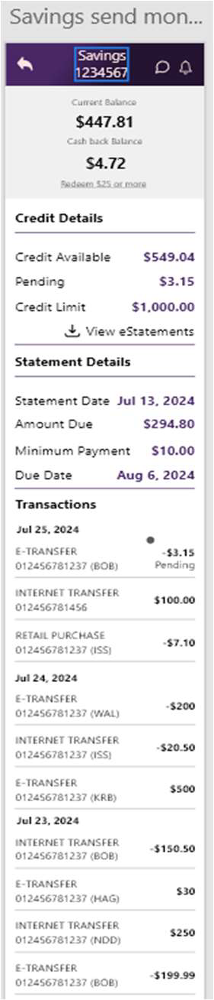 Savings send mon...
Savings
1234567
Current Balance
$447.81
Cash back Balance
$4.72
Redeem $25 or more
Credit Details
Credit Available $549.04
Pending $3.15
Credit Limit $1,000.00
View eStatements
Statement Details
Statement Date Jul 13, 2024
Amount Due $294.80
Minimum Payment $10.00
Due Date Aug 6, 2024
Transactions
Jul 25, 2024
E-TRANSFER -$3.15
012456781237 (BOB) Pending
INTERNET TRANSFER $100.00
012456781456
RETAIL PURCHASE -$7.10
012456781237 (ISS)
Jul 24, 2024
E-TRANSFER -$200
012456781237 (WAL)
INTERNET TRANSFER -$20.50
012456781237 (ISS)
E-TRANSFER $500
012456781237 (KRB)
Jul 23, 2024
INTERNET TRANSFER -$150.50
012456781237 (BOB)
E-TRANSFER $30
012456781237 (HAG)
INTERNET TRANSFER $250
012456781237 (NDD)
E-TRANSFER -$199.99
012456781237 (BOB)